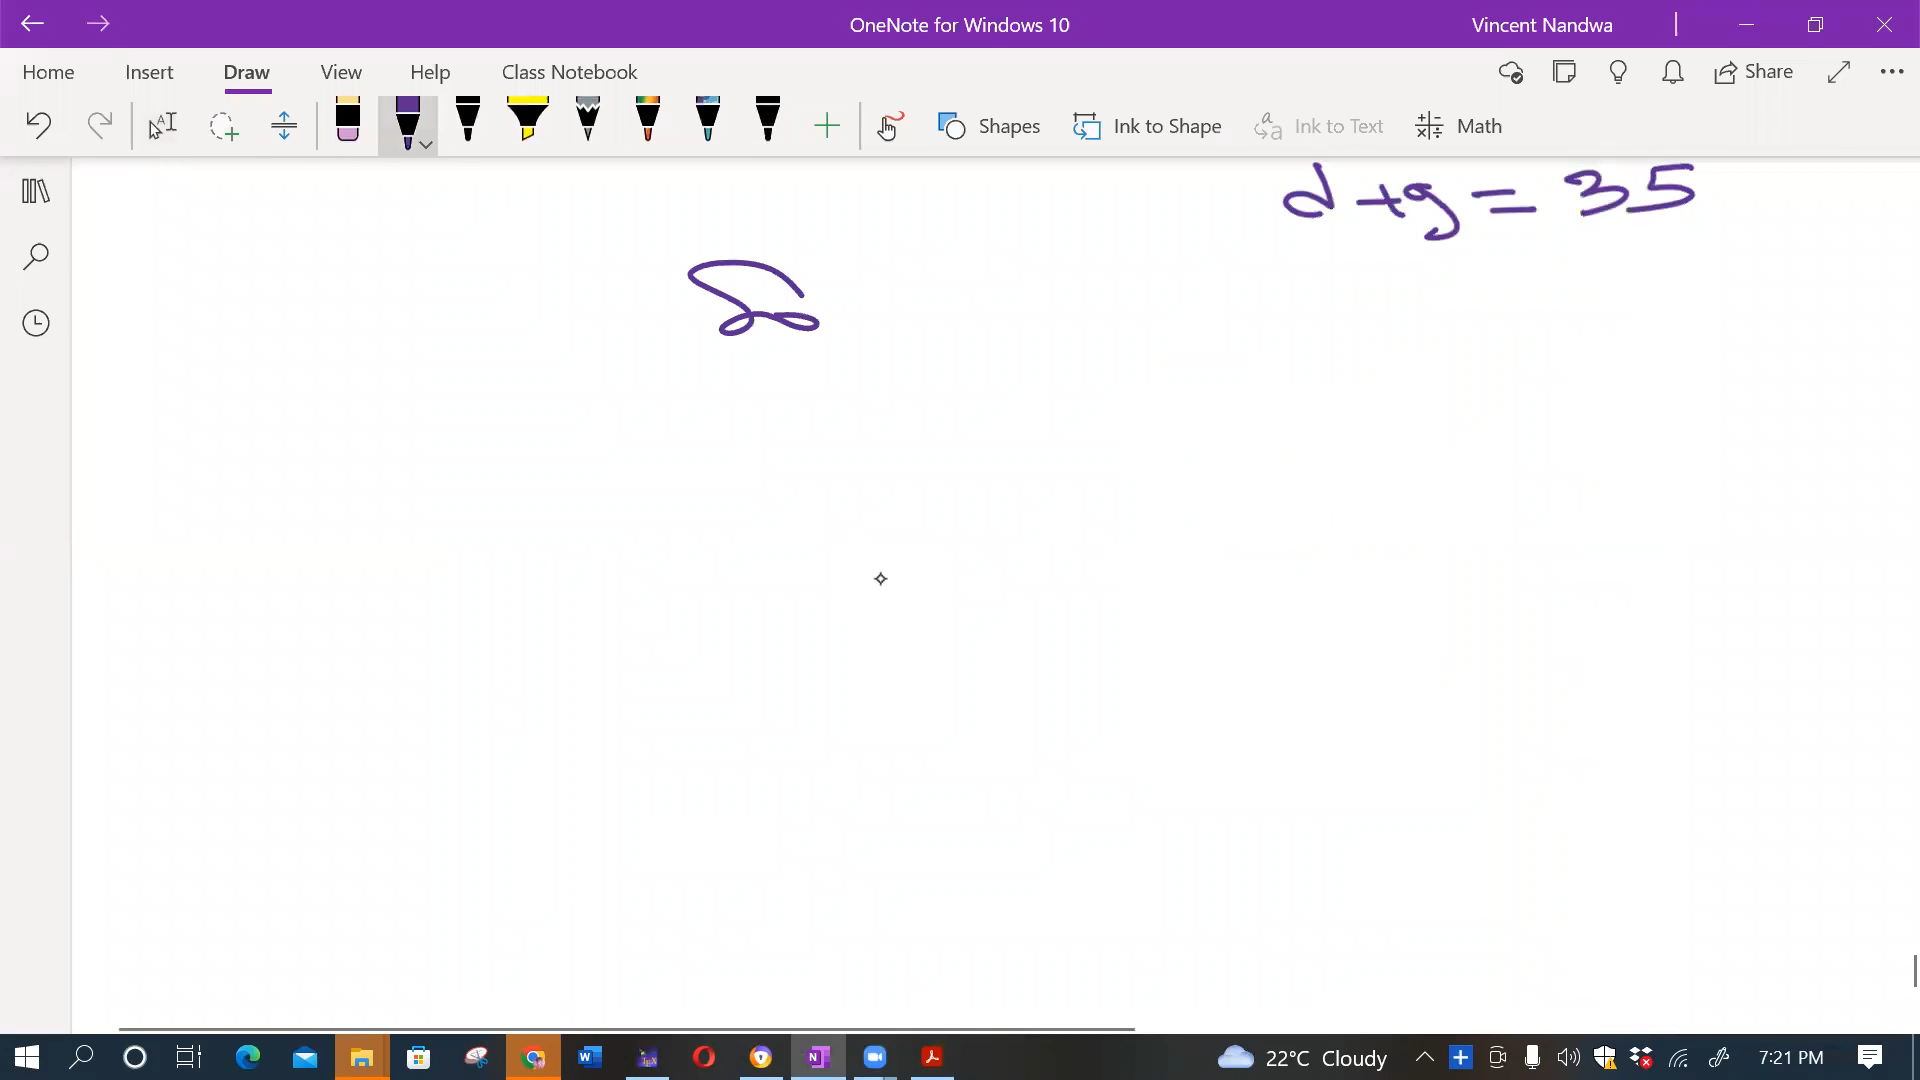 OneNote for Windows 10
Vincent Nandwa
Home Insert Draw View Help Class Notebook
Share
Shapes Ink to Shape Ink to Text Math
d + g = 35
22°C Cloudy
7:21 PM